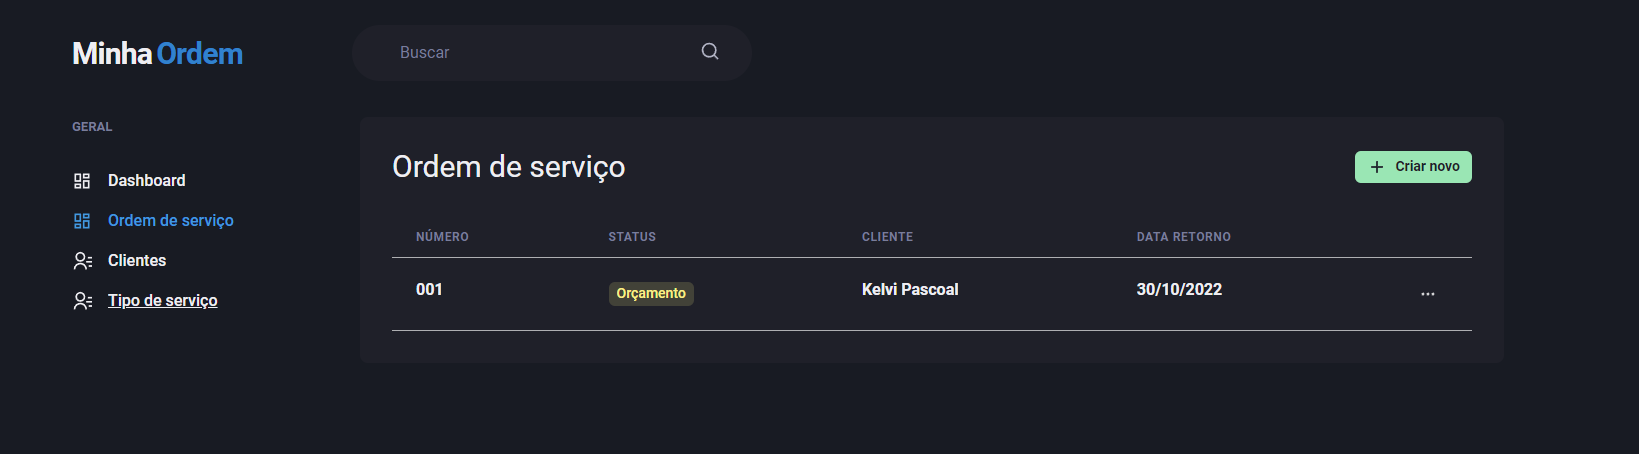 Minha Ordem
Buscar
GERAL
Dashboard
Ordem de serviço
Clientes
Tipo de serviço
Ordem de serviço
Criar novo
NÚMERO STATUS CLIENTE DATA RETORNO
001 Orçamento Kelvi Pascoal 30/10/2022